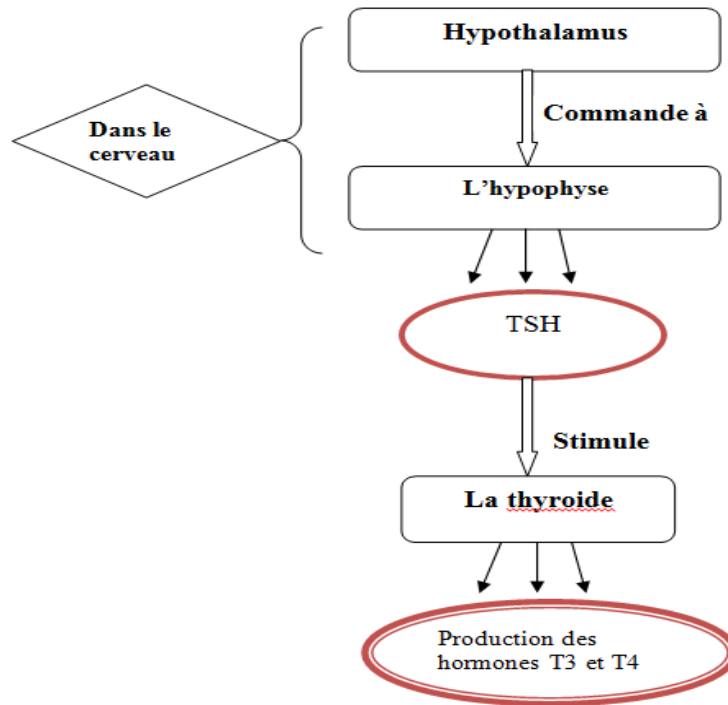 Hypothalamus
Commande à
Dans le
cerveau
L'hypophyse
TSH
Stimule
La thyroide
Production des
hormones T3 et T4